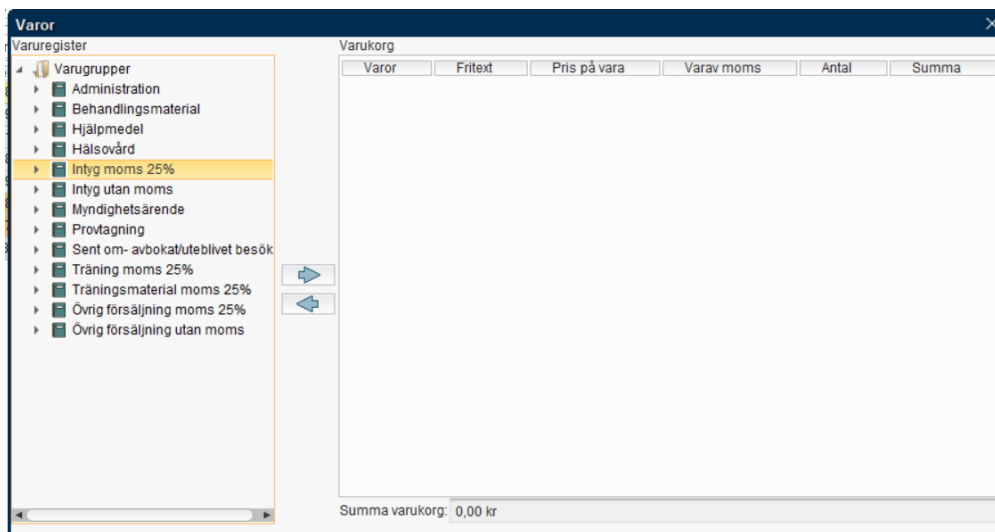 Varor
Varuregister
Varugrupper
Administration
Behandlingsmaterial
Hjälpmedel
Hälsovård
Intyg moms 25%
Intyg utan moms
Myndighetsärende
Provtagning
Sent om- avbokat/uteblivet besök
Träning moms 25%
Träningsmaterial moms 25%
Övrig försäljning moms 25%
Övrig försäljning utan moms
Varukorg
Varor Fritext Pris på vara Varav moms Antal Summa
Summa varukorg: 0,00 kr